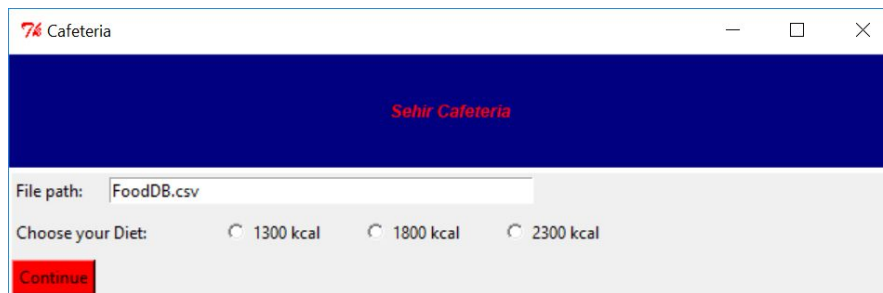 Cafeteria
Sehir Cafeteria
File path: FoodDB.csv
Choose your Diet: 1300 kcal 1800 kcal 2300 kcal
Continue